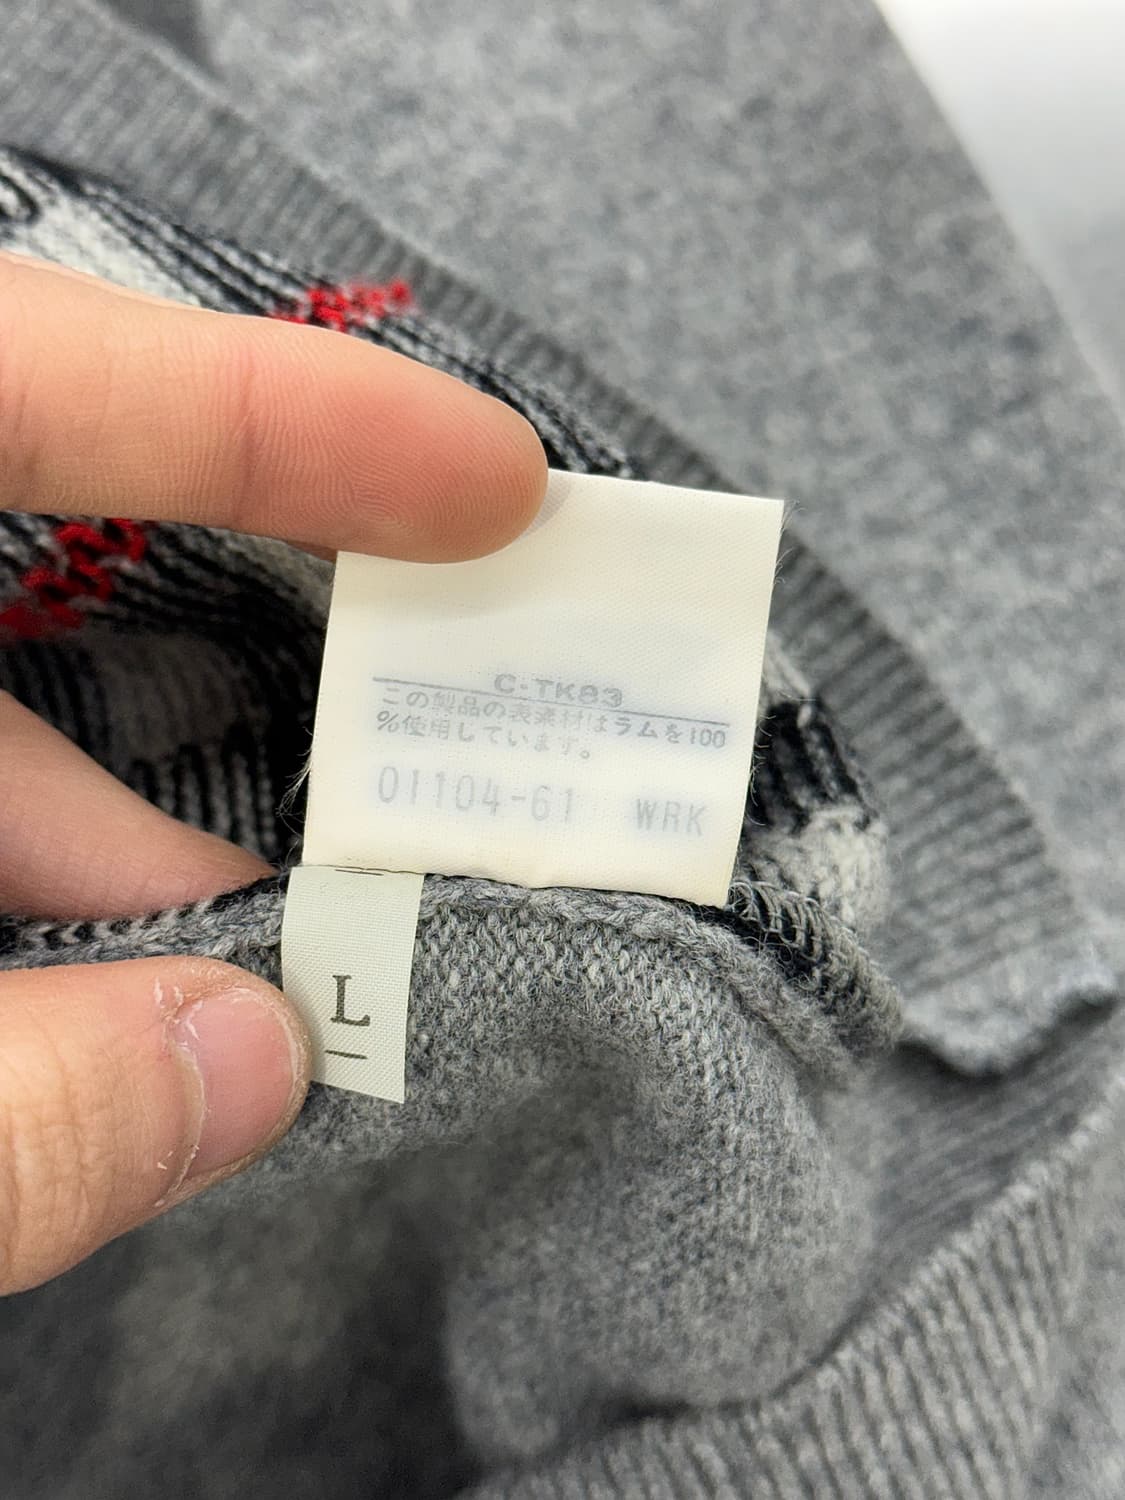 C-TK83
この製品の表素材はラムを100
%使用しています。
01104-61 WRK
L